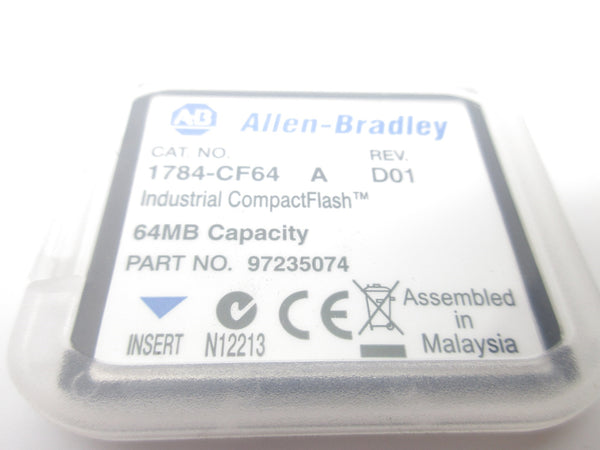 AB Allen-Bradley
CAT. NO. REV.
1784-CF64 A D01
Industrial CompactFlash™
64MB Capacity
PART NO. 97235074
INSERT N12213 CE Assembled
in
Malaysia